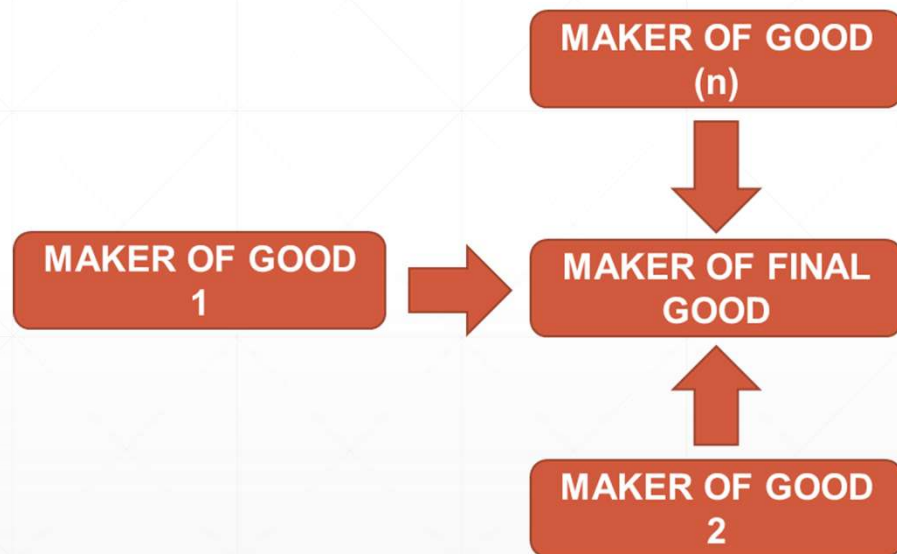 MAKER OF GOOD
(n)
MAKER OF GOOD
1
MAKER OF FINAL
GOOD
MAKER OF GOOD
2